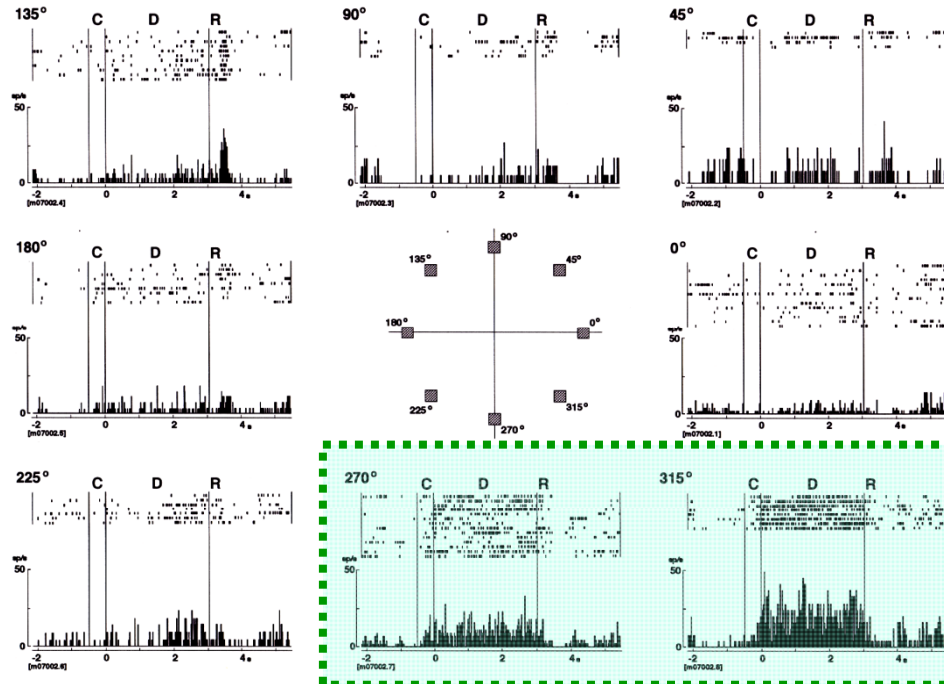 135° C D R
sp/s
50
0
-2 0 2 4 s
[m07002.4]
90° C D R
sp/s
50
0
-2 0 2 4 s
[m07002.3]
45° C D R
sp/s
50
0
-2 0 2 4 s
[m07002.2]
180° C D R
sp/s
50
0
-2 0 2 4 s
[m07002.5]
90°
135° 45°
180° 0°
225° 315°
270°
0° C D R
sp/s
50
0
-2 0 2 4 s
[m07002.1]
225° C D R
sp/s
50
0
-2 0 2 4 s
[m07002.6]
270° C D R
sp/s
50
0
-2 0 2 4 s
[m07002.7]
315° C D R
sp/s
50
0
-2 0 2 4 s
[m07002.8]